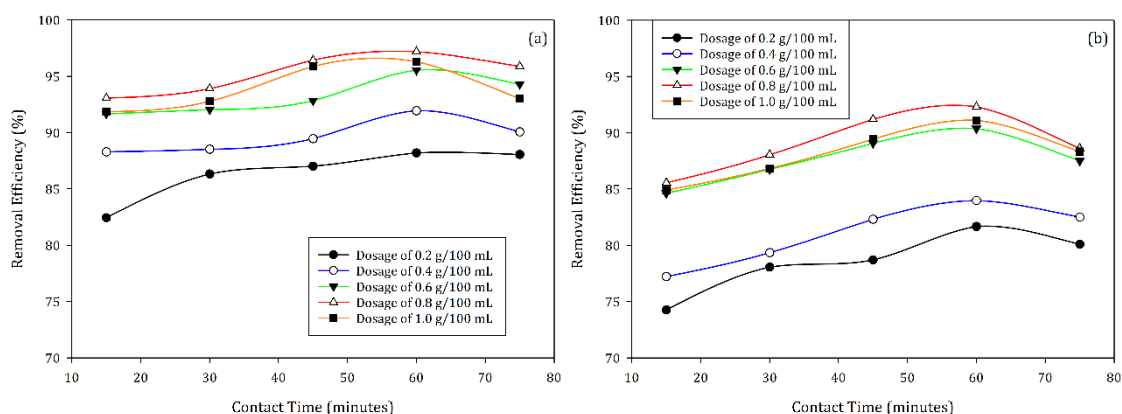 (a)
Removal Efficiency (%)
100
95
90
85
80
75
70
Dosage of 0.2 g/100 mL
Dosage of 0.4 g/100 mL
Dosage of 0.6 g/100 mL
Dosage of 0.8 g/100 mL
Dosage of 1.0 g/100 mL
10 20 30 40 50 60 70 80
Contact Time (minutes)
(b)
Removal Efficiency (%)
100
95
90
85
80
75
70
Dosage of 0.2 g/100 mL
Dosage of 0.4 g/100 mL
Dosage of 0.6 g/100 mL
Dosage of 0.8 g/100 mL
Dosage of 1.0 g/100 mL
10 20 30 40 50 60 70 80
Contact Time (minutes)